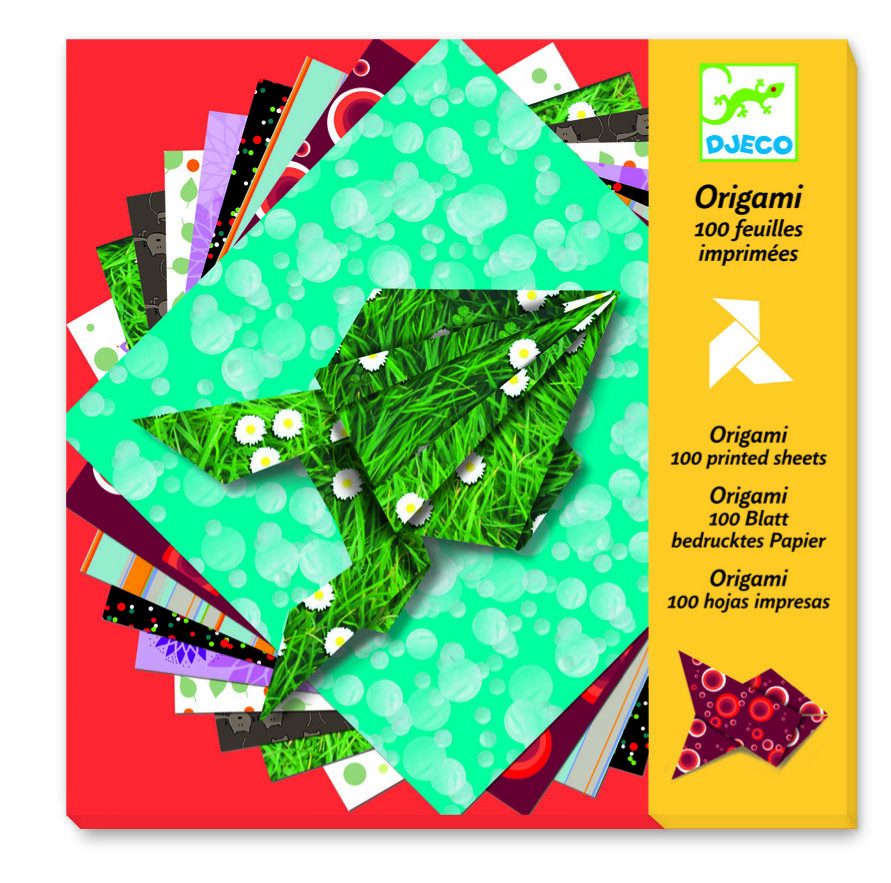 DJECO
Origami
100 feuilles
imprimées
Origami
100 printed sheets
Origami
100 Blatt
bedrucktes Papier
Origami
100 hojas impresas